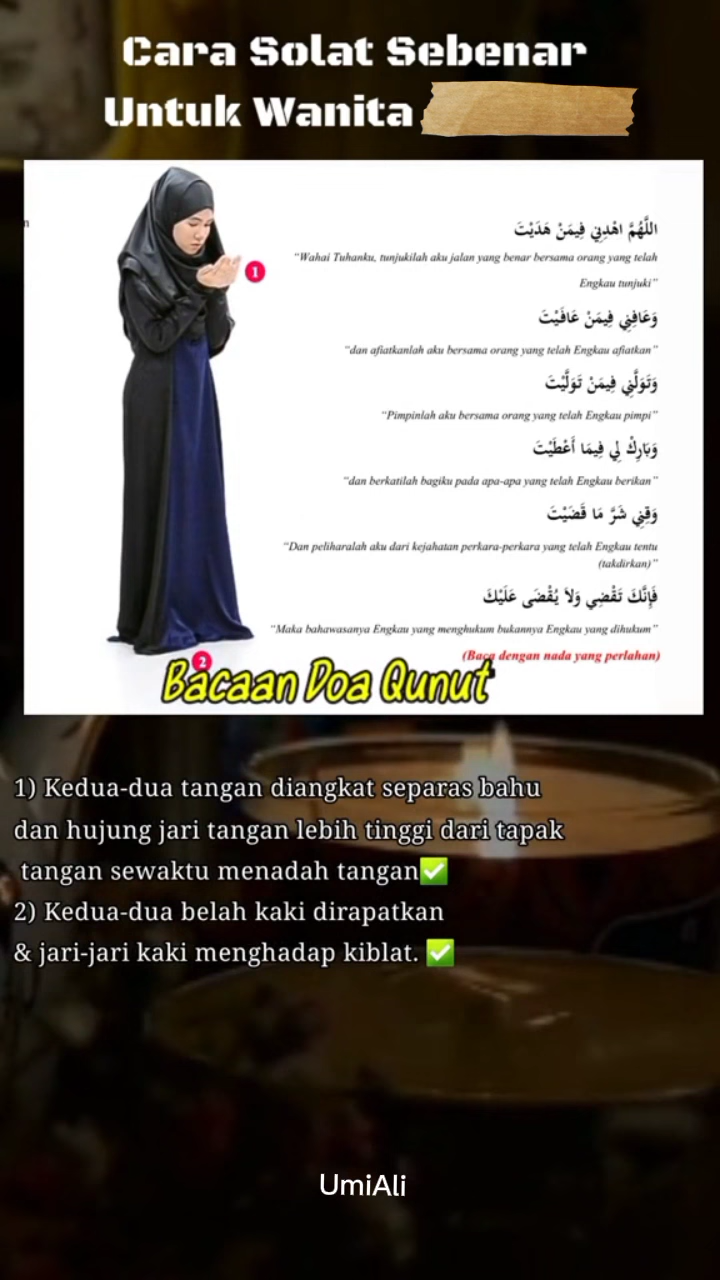 Cara Solat Sebenar
Untuk Wanita
n
اللَّهُمَّ اهْدِنِي فِيمَنْ هَدَيْتَ
1
"Wahai Tuhanku, tunjukilah aku jalan yang benar bersama orang yang telah
Engkau tunjuki"
وَعَافِنِي فِيمَنْ عَافَيْتَ
"dan afiatkanlah aku bersama orang yang telah Engkau afiatkan"
وَتَوَلَّنِي فِيمَنْ تَوَلَّيْتَ
"Pimpinlah aku bersama orang yang telah Engkau pimpi"
وَبَارِكْ لِي فِيمَا أَعْطَيْتَ
"dan berkatilah bagiku pada apa-apa yang telah Engkau berikan"
وَقِنِي شَرَّ مَا قَضَيْتَ
"Dan peliharalah aku dari kejahatan perkara-perkara yang telah Engkau tentu
(takdirkan)"
فَإِنَّكَ تَقْضِي وَلاَ يُقْضَى عَلَيْكَ
"Maka bahawasanya Engkau yang menghukum bukannya Engkau yang dihukum"
(Baca dengan nada yang perlahan)
2
Bacaan Doa Qunut
1) Kedua-dua tangan diangkat separas bahu
dan hujung jari tangan lebih tinggi dari tapak
tangan sewaktu menadah tangan✅
2) Kedua-dua belah kaki dirapatkan
& jari-jari kaki menghadap kiblat. ✅
UmiAli